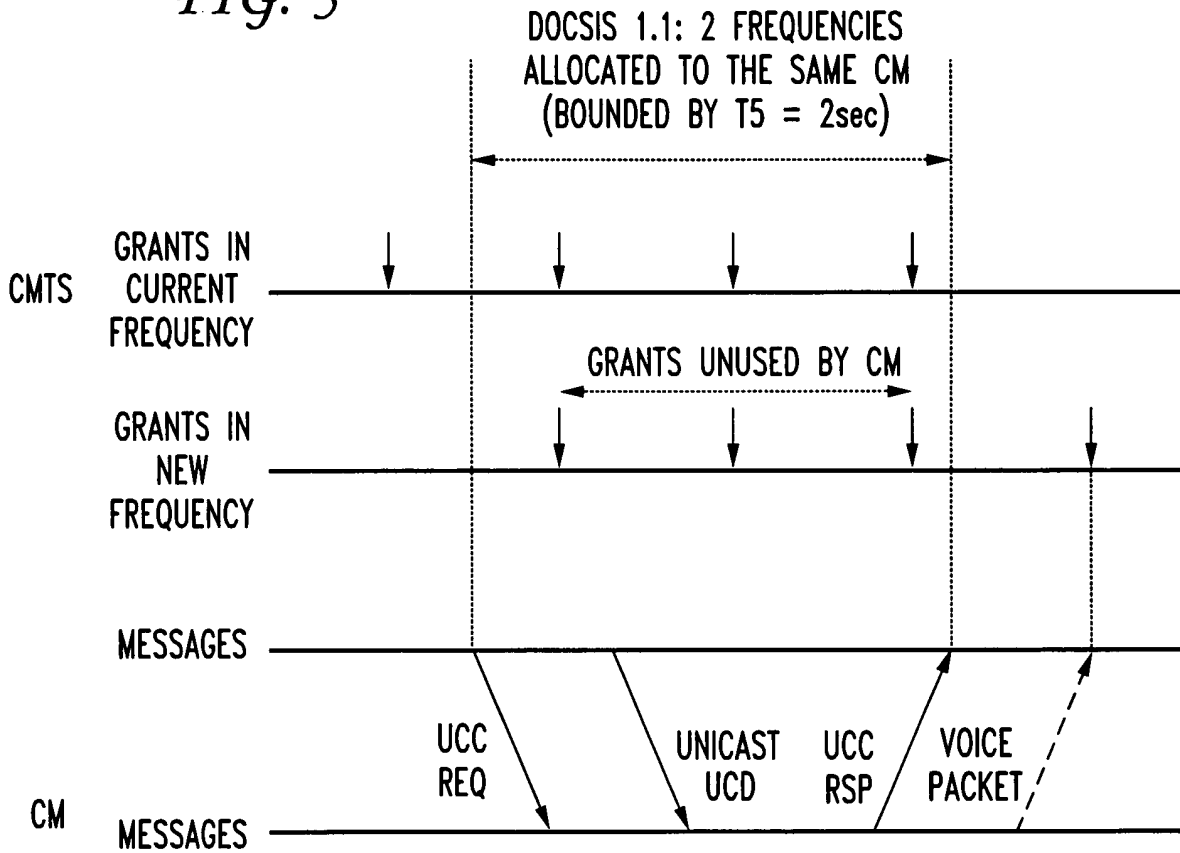 FIG. 5
DOCSIS 1.1: 2 FREQUENCIES
ALLOCATED TO THE SAME CM
(BOUNDED BY T5 = 2sec)
CMTS
GRANTS IN
CURRENT
FREQUENCY
GRANTS UNUSED BY CM
GRANTS IN
NEW
FREQUENCY
MESSAGES
UCC
REQ
UNICAST
UCD
UCC
RSP
VOICE
PACKET
CM
MESSAGES